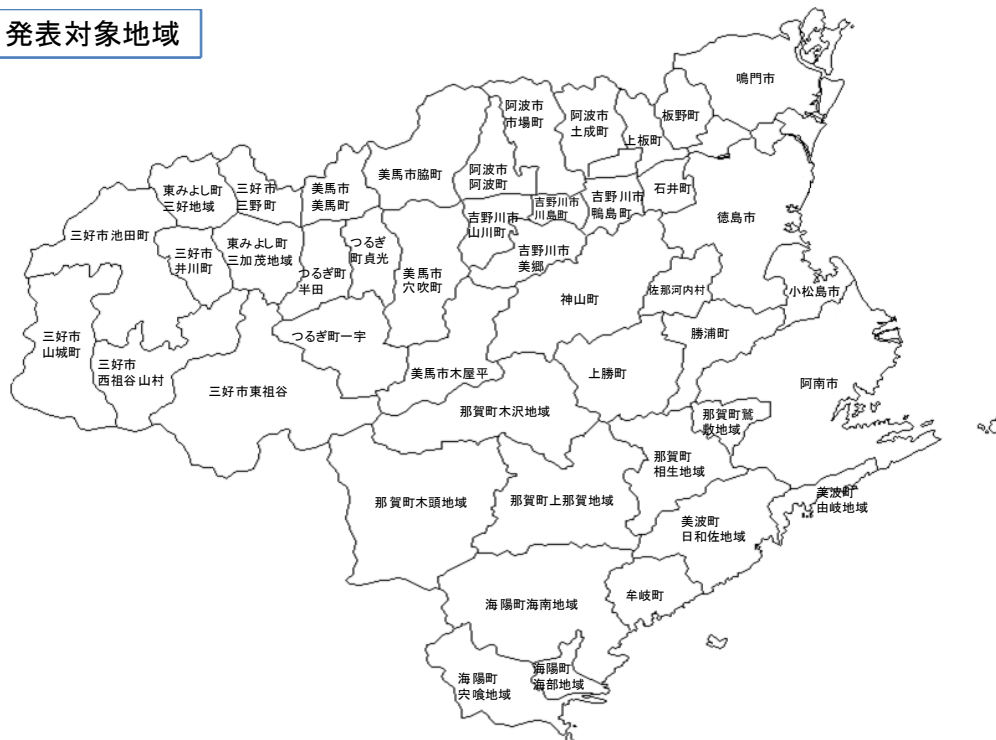 発表対象地域
鳴門市
阿波市
市場町
阿波市
土成町
上板町
板野町
美馬市脇町
阿波市
阿波町
吉野川市
川島町
吉野川市
鴨島町
石井町
徳島市
東みよし町
三好地域
三好市
三野町
美馬市
美馬町
三好市池田町
三好市
井川町
東みよし町
三加茂地域
つるぎ町
半田
つるぎ
町貞光
美馬市
穴吹町
吉野川市
山川町
吉野川市
美郷
神山町
佐那河内村
小松島市
勝浦町
三好市
山城町
三好市
西祖谷山村
三好市東祖谷
つるぎ町一宇
美馬市木屋平
上勝町
阿南市
那賀町木沢地域
那賀町鷲
敷地域
那賀町
相生地域
那賀町木頭地域
那賀町上那賀地域
美波町
由岐地域
美波町
日和佐地域
海陽町海南地域
牟岐町
海陽町
宍喰地域
海陽町
海部地域